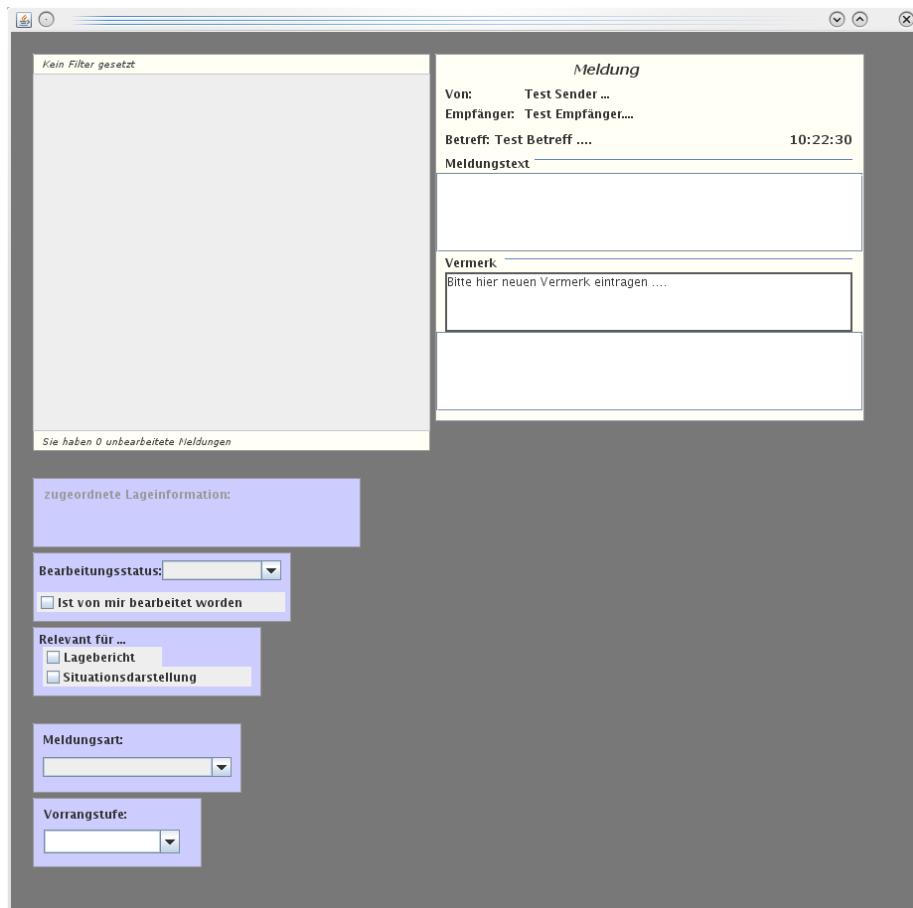 Kein Filter gesetzt
Sie haben 0 unbearbeitete Meldungen
Meldung
Von: Test Sender ...
Empfänger: Test Empfänger....
Betreff: Test Betreff .... 10:22:30
Meldungstext
Vermerk
Bitte hier neuen Vermerk eintragen ....
zugeordnete Lageinformation:
Bearbeitungsstatus:
Ist von mir bearbeitet worden
Relevant für ...
Lagebericht
Situationsdarstellung
Meldungsart:
Vorrangstufe: